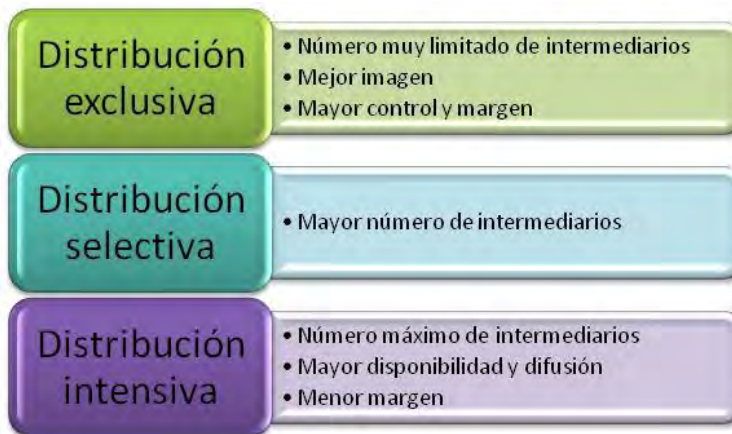 Distribución
exclusiva
• Número muy limitado de intermediarios
• Mejor imagen
• Mayor control y margen
Distribución
selectiva
• Mayor número de intermediarios
Distribución
intensiva
• Número máximo de intermediarios
• Mayor disponibilidad y difusión
• Menor margen